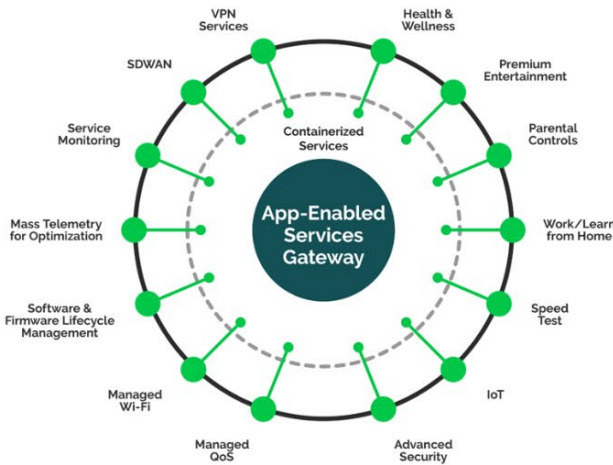 VPN
Services
Health &
Wellness
SDWAN
Premium
Entertainment
Service
Monitoring
Containerized
Services
Parental
Controls
Mass Telemetry
for Optimization
App-Enabled
Services
Gateway
Work/Learn
from Home
Software &
Firmware Lifecycle
Management
Speed
Test
Managed
Wi-Fi
IoT
Managed
QoS
Advanced
Security